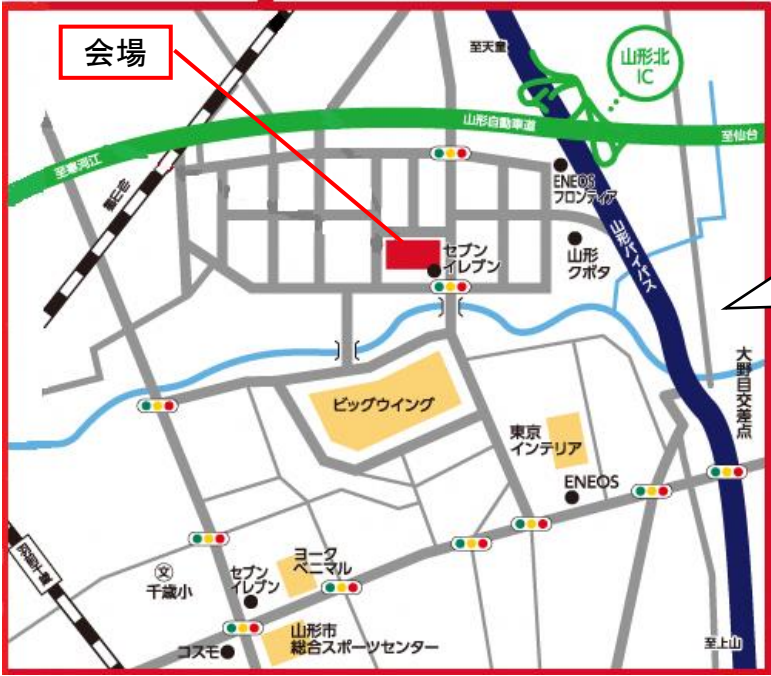 会場
至天童
山形北
IC
山形自動車道
至仙台
至寒河江
ENEOS
フロンティア
山形バイパス
セブン
イレブン
山形
クボタ
大野目交差点
ビッグウイング
東京
インテリア
ENEOS
羽前千歳
文
千歳小
セブン
イレブン
ヨーク
ベニマル
コスモ
山形市
総合スポーツセンター
至上山